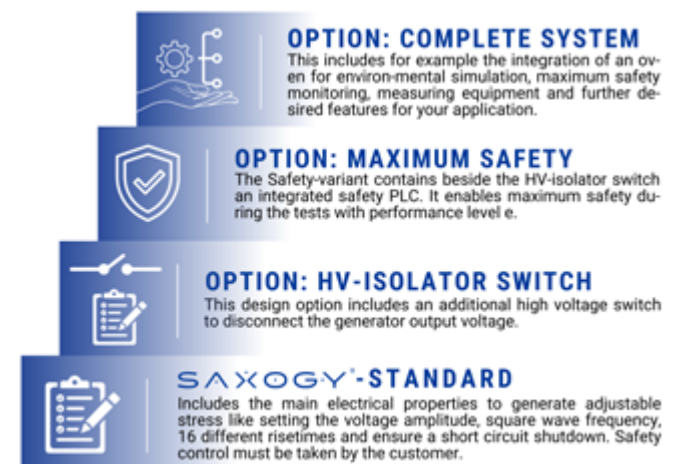 OPTION: COMPLETE SYSTEM
This includes for example the integration of an ov-
en for environ-mental simulation, maximum safety
monitoring, measuring equipment and further de-
sired features for your application.
OPTION: MAXIMUM SAFETY
The Safety-variant contains beside the HV-isolator switch
an integrated safety PLC. It enables maximum safety du-
ring the tests with performance level e.
OPTION: HV-ISOLATOR SWITCH
This design option includes an additional high voltage switch
to disconnect the generator output voltage.
SAXOGY®-STANDARD
Includes the main electrical properties to generate adjustable
stress like setting the voltage amplitude, square wave frequency,
16 different risetimes and ensure a short circuit shutdown. Safety
control must be taken by the customer.